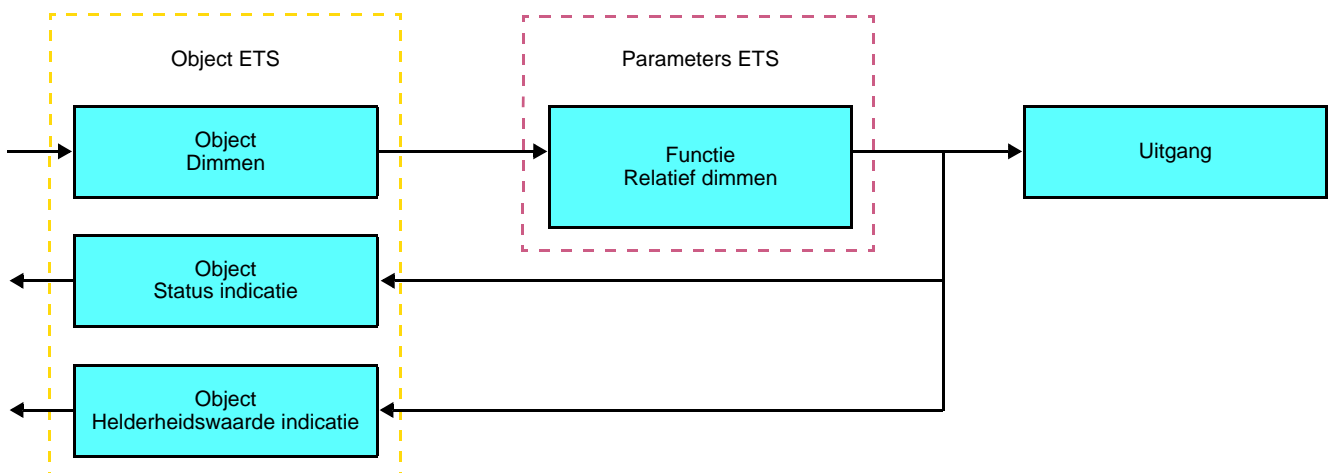 Object ETS
Parameters ETS
Object
Dimmen
Functie
Relatief dimmen
Uitgang
Object
Status indicatie
Object
Helderheidswaarde indicatie